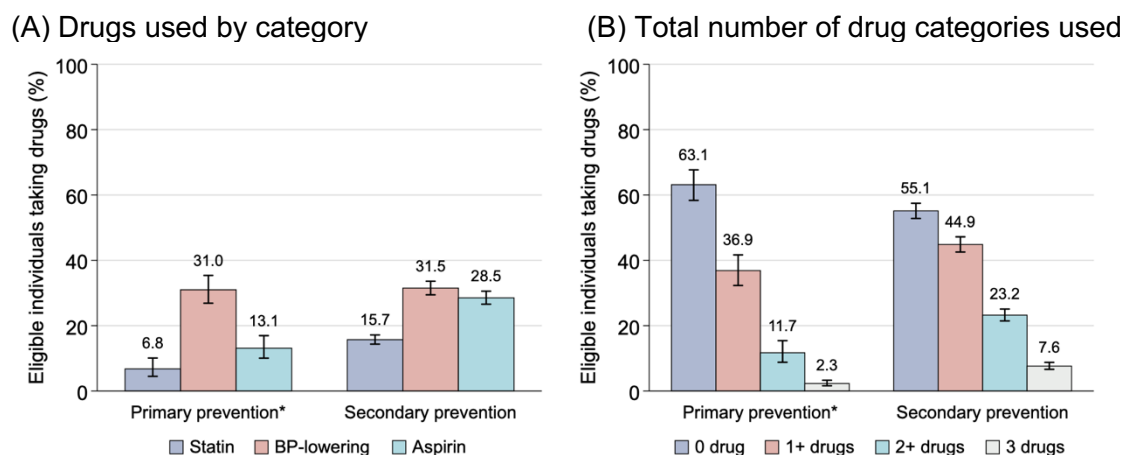 (A) Drugs used by category
Eligible individuals taking drugs (%)
100
80
60
40
20
0
6.8
31.0
13.1
15.7
31.5
28.5
Primary prevention*
Secondary prevention
Statin
BP-lowering
Aspirin
(B) Total number of drug categories used
Eligible individuals taking drugs (%)
100
80
60
40
20
0
63.1
36.9
11.7
2.3
55.1
44.9
23.2
7.6
Primary prevention*
Secondary prevention
0 drug
1+ drugs
2+ drugs
3 drugs